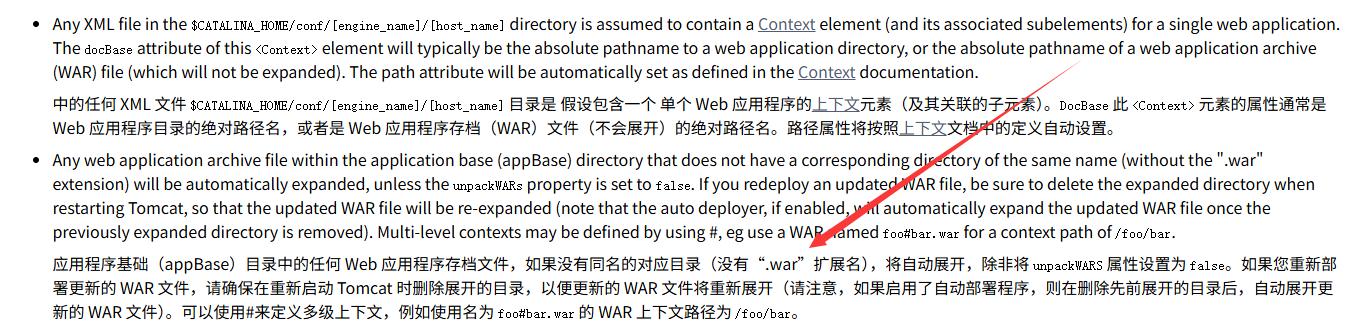 Any XML file in the $CATALINA_HOME/conf/[engine_name]/[host_name] directory is assumed to contain a Context element (and its associated subelements) for a single web application.
The docBase attribute of this <Context> element will typically be the absolute pathname to a web application directory, or the absolute pathname of a web application archive
(WAR) file (which will not be expanded). The path attribute will be automatically set as defined in the Context documentation.
中的任何 XML 文件 $CATALINA_HOME/conf/[engine_name]/[host_name] 目录是 假设包含一个 单个 Web 应用程序的上下文元素（及其关联的子元素）。DocBase 此 <Context> 元素的属性通常是
Web 应用程序目录的绝对路径名，或者是 Web 应用程序存档（WAR）文件（不会展开）的绝对路径名。路径属性将按照上下文文档中的定义自动设置。
Any web application archive file within the application base (appBase) directory that does not have a corresponding directory of the same name (without the ".war"
extension) will be automatically expanded, unless the unpackWARs property is set to false. If you redeploy an updated WAR file, be sure to delete the expanded directory when
restarting Tomcat, so that the updated WAR file will be re-expanded (note that the auto deployer, if enabled, will automatically expand the updated WAR file once the
previously expanded directory is removed). Multi-level contexts may be defined by using #, eg use a WAR named foo#bar.war for a context path of /foo/bar.
应用程序基础（appBase）目录中的任何 Web 应用程序存档文件，如果没有同名的对应目录（没有“.war”扩展名），将自动展开，除非将 unpackWARS 属性设置为 false。如果您重新部
署更新的 WAR 文件，请确保在重新启动 Tomcat 时删除展开的目录，以便更新的 WAR 文件将重新展开（请注意，如果启用了自动部署程序，则在删除先前展开的目录后，自动展开更
新的 WAR 文件）。可以使用#来定义多级上下文，例如使用名为 foo#bar.war 的 WAR 上下文路径为 /foo/bar。